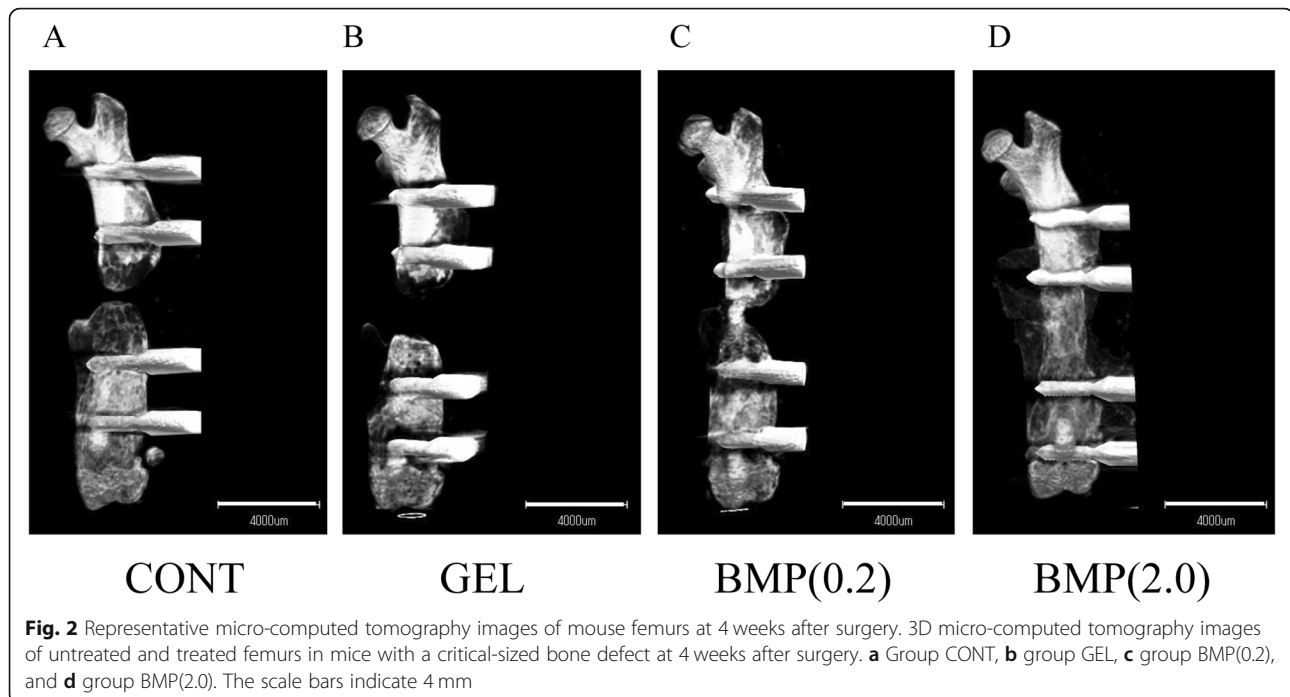 A B C D
4000um 4000um 4000um 4000um
CONT GEL BMP(0.2) BMP(2.0)
Fig. 2 Representative micro-computed tomography images of mouse femurs at 4 weeks after surgery. 3D micro-computed tomography images
of untreated and treated femurs in mice with a critical-sized bone defect at 4 weeks after surgery. a Group CONT, b group GEL, c group BMP(0.2),
and d group BMP(2.0). The scale bars indicate 4 mm